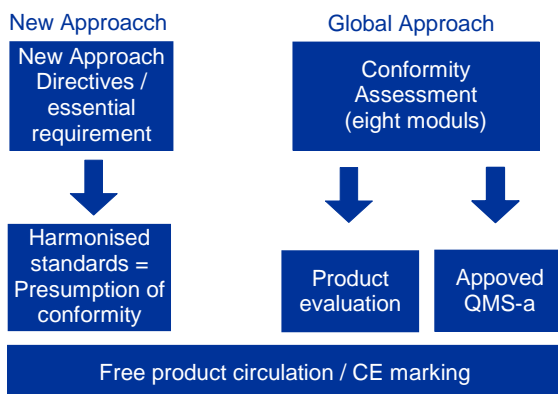 New Approacch
New Approach
Directives /
essential
requirement
Harmonised
standards =
Presumption of
conformity
Global Approach
Conformity
Assessment
(eight moduls)
Product
evaluation
Appoved
QMS-a
Free product circulation / CE marking